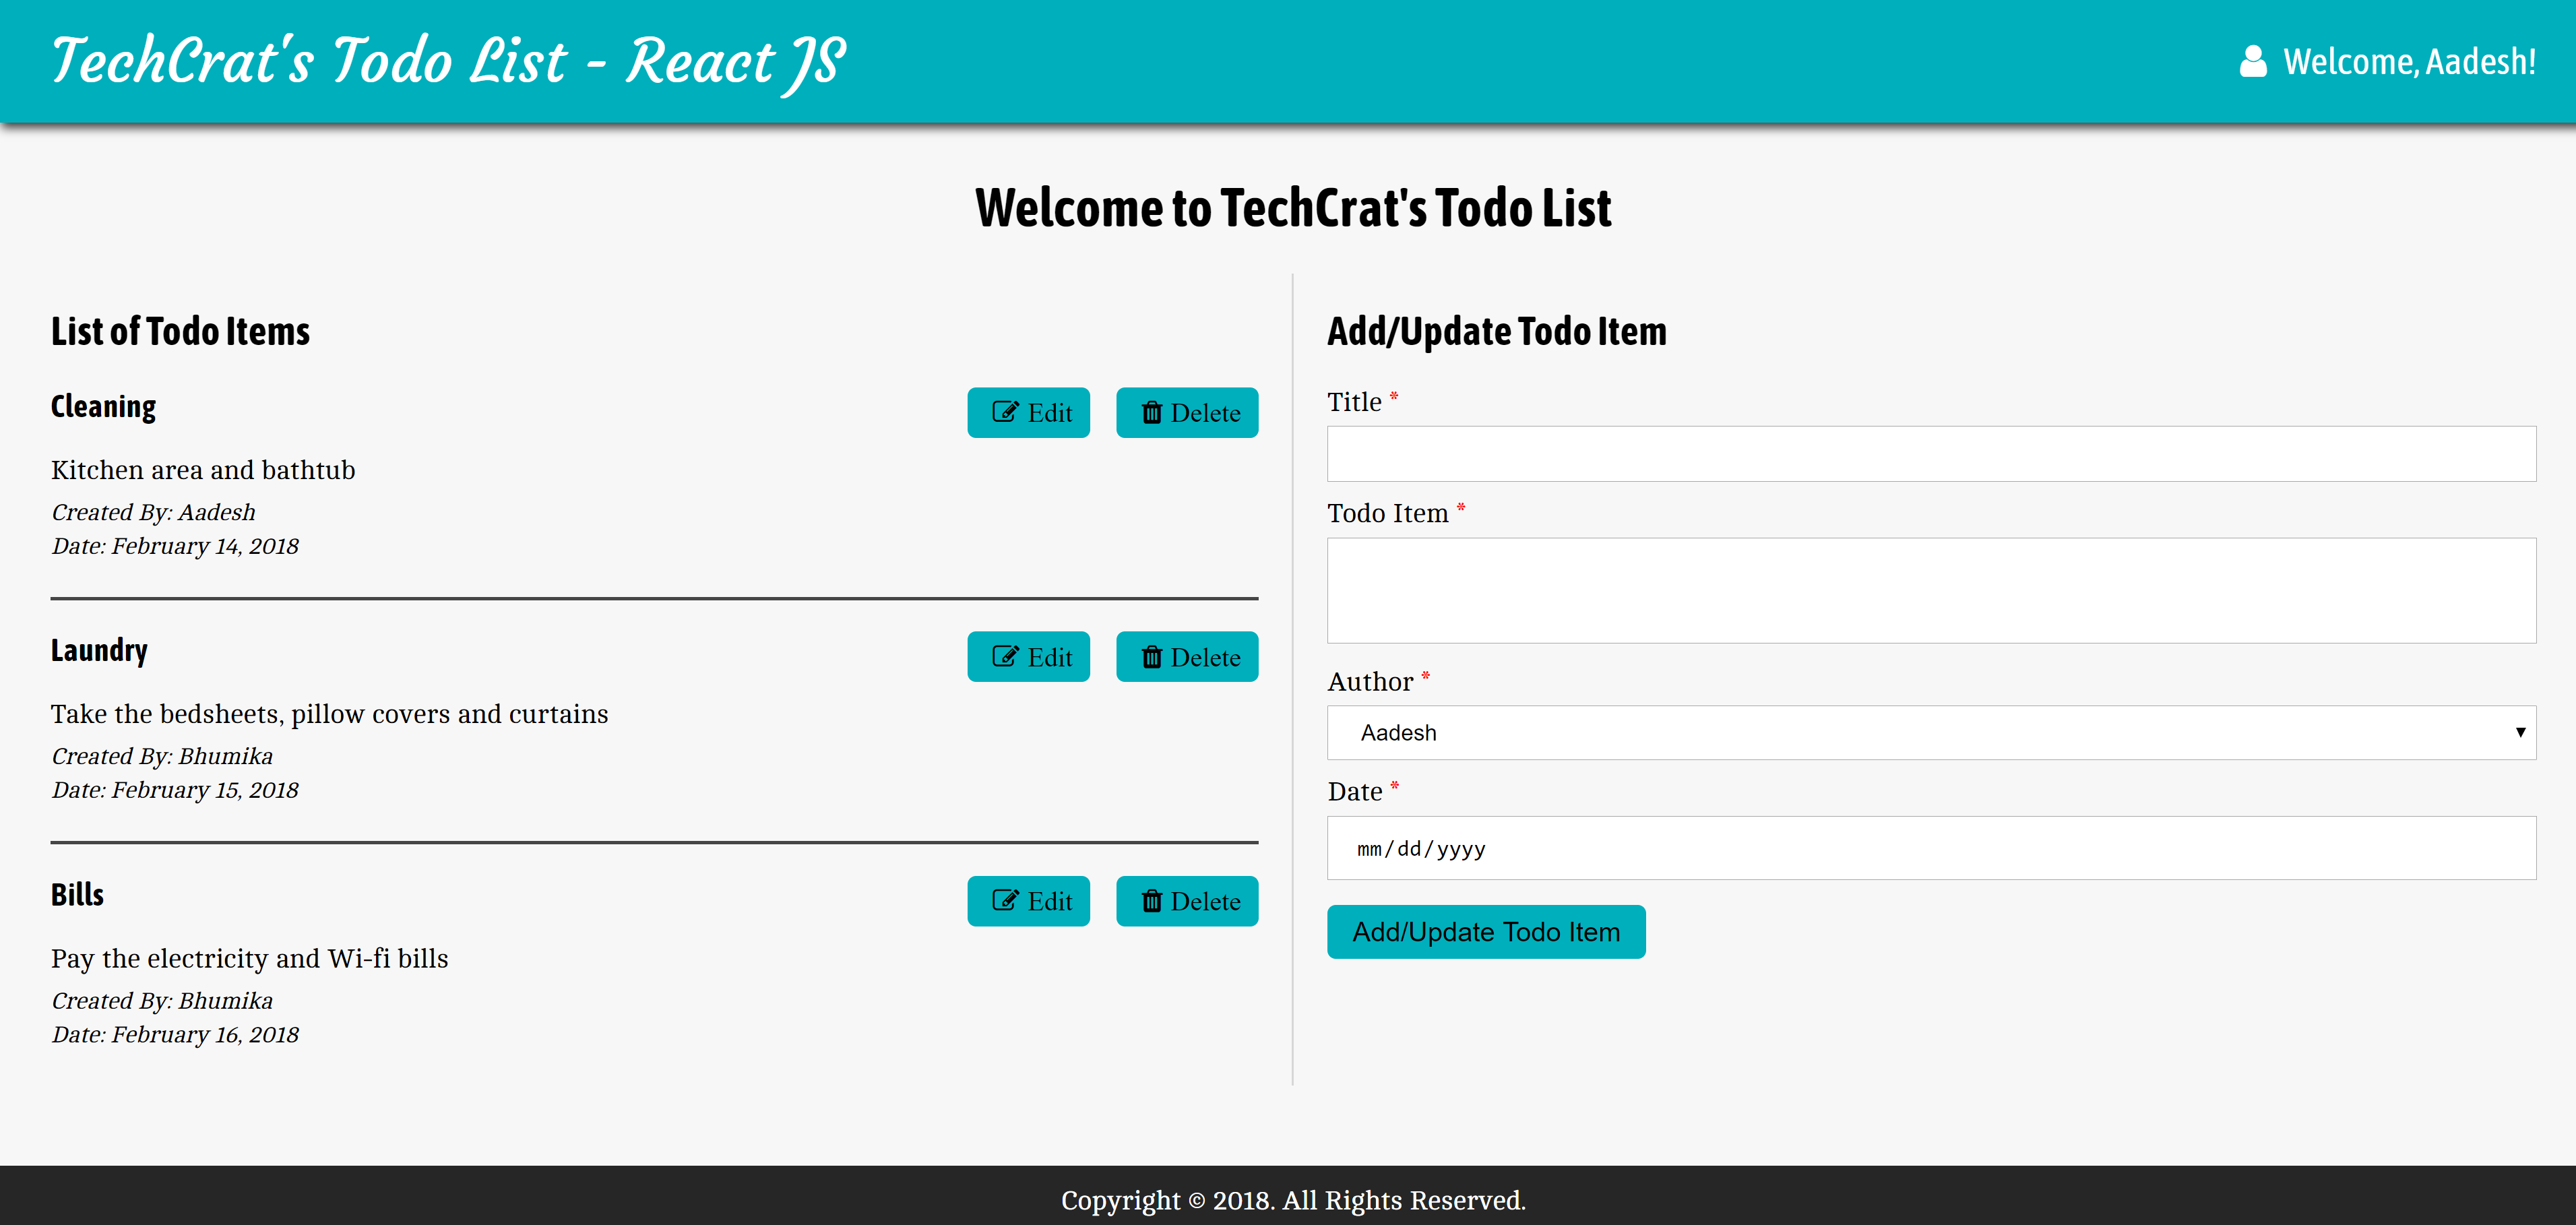 TechCrat's Todo List - React JS
Welcome, Aadesh!
Welcome to TechCrat's Todo List
List of Todo Items
Cleaning
Edit
Delete
Kitchen area and bathtub
Created By: Aadesh
Date: February 14, 2018
Laundry
Edit
Delete
Take the bedsheets, pillow covers and curtains
Created By: Bhumika
Date: February 15, 2018
Bills
Edit
Delete
Pay the electricity and Wi-fi bills
Created By: Bhumika
Date: February 16, 2018
Add/Update Todo Item
Title *
Todo Item *
Author *
Aadesh
Date *
mm/dd/yyyy
Add/Update Todo Item
Copyright © 2018. All Rights Reserved.